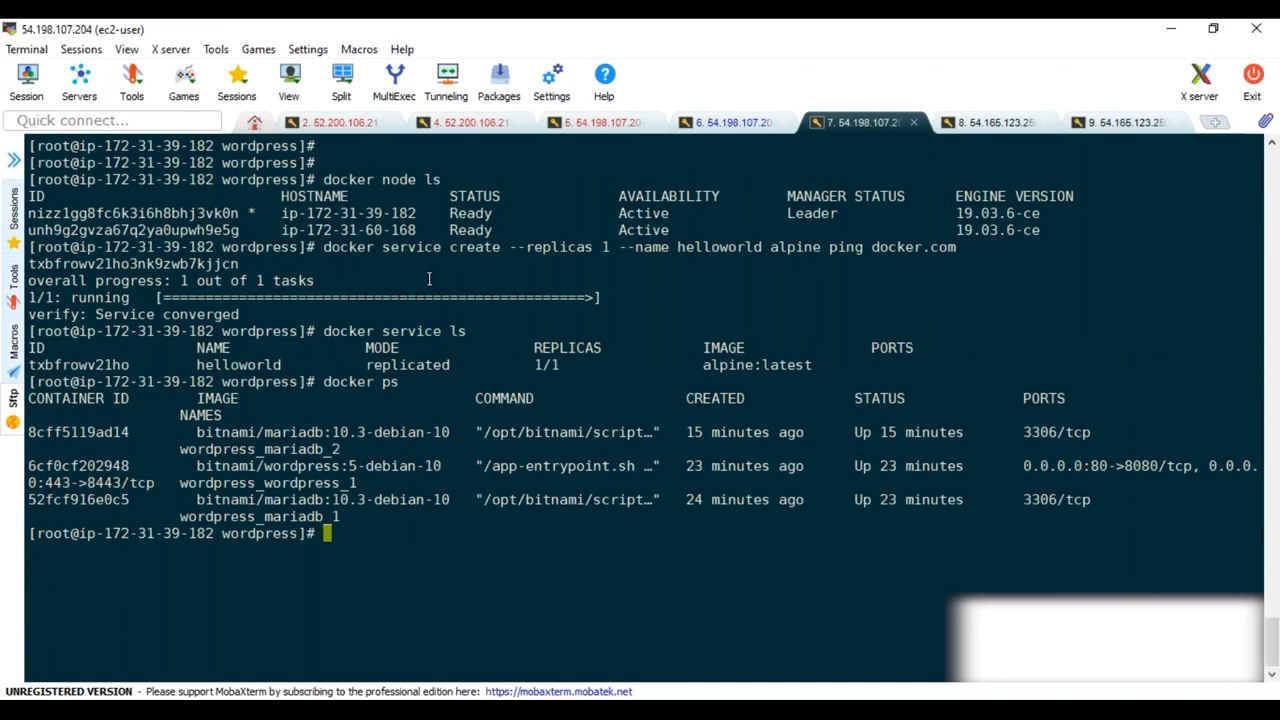 54.198.107.204 (ec2-user)
Terminal Sessions View X server Tools Games Settings Macros Help
Session Servers Tools Games Sessions View Split MultiExec Tunneling Packages Settings Help X server Exit
Quick connect... 2. 52.200.106.21 4. 52.200.106.21 5. 54.198.107.20 6. 54.198.107.20 7. 54.198.107.2 8. 54.165.123.25 9. 54.165.123.25
Sessions
Tools
Macros
Sftp
[root@ip-172-31-39-182 wordpress]#
[root@ip-172-31-39-182 wordpress]#
[root@ip-172-31-39-182 wordpress]# docker node ls
ID HOSTNAME STATUS AVAILABILITY MANAGER STATUS ENGINE VERSION
nizz1gg8fc6k3i6h8bhj3vk0n * ip-172-31-39-182 Ready Active Leader 19.03.6-ce
unh9g2gvza67q2ya0upwh9e5g ip-172-31-60-168 Ready Active 19.03.6-ce
[root@ip-172-31-39-182 wordpress]# docker service create --replicas 1 --name helloworld alpine ping docker.com
txbfrowv21ho3nk9zwb7kjjcn
overall progress: 1 out of 1 tasks
1/1: running [==================================================>]
verify: Service converged
[root@ip-172-31-39-182 wordpress]# docker service ls
ID NAME MODE REPLICAS IMAGE PORTS
txbfrowv21ho helloworld replicated 1/1 alpine:latest
[root@ip-172-31-39-182 wordpress]# docker ps
CONTAINER ID IMAGE COMMAND CREATED STATUS PORTS
NAMES
8cff5119ad14 bitnami/mariadb:10.3-debian-10 "/opt/bitnami/script…" 15 minutes ago Up 15 minutes 3306/tcp
wordpress_mariadb_2
6cf0cf202948 bitnami/wordpress:5-debian-10 "/app-entrypoint.sh …" 23 minutes ago Up 23 minutes 0.0.0.0:80->8080/tcp, 0.0.0.
0:443->8443/tcp wordpress_wordpress_1
52fcf916e0c5 bitnami/mariadb:10.3-debian-10 "/opt/bitnami/script…" 24 minutes ago Up 23 minutes 3306/tcp
wordpress_mariadb_1
[root@ip-172-31-39-182 wordpress]#
UNREGISTERED VERSION - Please support MobaXterm by subscribing to the professional edition here: https://mobaxterm.mobatek.net